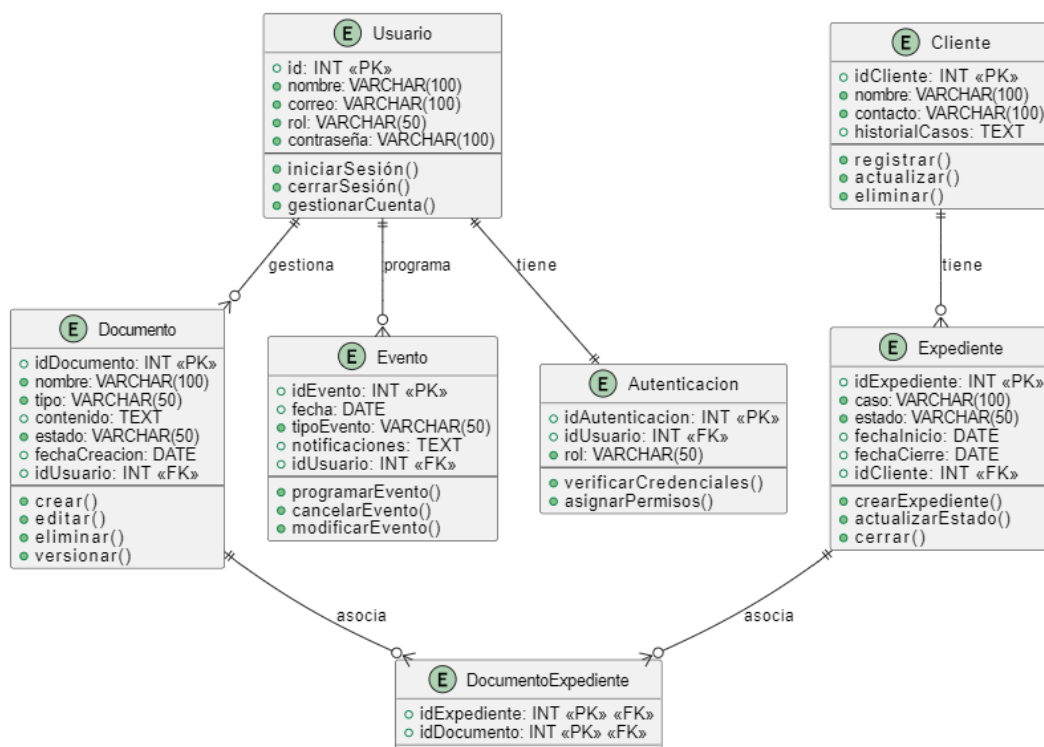 E Usuario
id: INT «PK»
nombre: VARCHAR(100)
correo: VARCHAR(100)
rol: VARCHAR(50)
contraseña: VARCHAR(100)
iniciarSesión()
cerrarSesión()
gestionarCuenta()
E Cliente
idCliente: INT «PK»
nombre: VARCHAR(100)
contacto: VARCHAR(100)
historialCasos: TEXT
registrar()
actualizar()
eliminar()
gestiona
programa
tiene
tiene
E Documento
idDocumento: INT «PK»
nombre: VARCHAR(100)
tipo: VARCHAR(50)
contenido: TEXT
estado: VARCHAR(50)
fechaCreacion: DATE
idUsuario: INT «FK»
crear()
editar()
eliminar()
versionar()
E Evento
idEvento: INT «PK»
fecha: DATE
tipoEvento: VARCHAR(50)
notificaciones: TEXT
idUsuario: INT «FK»
programarEvento()
cancelarEvento()
modificarEvento()
E Autenticacion
idAutenticacion: INT «PK»
idUsuario: INT «FK»
rol: VARCHAR(50)
verificarCredenciales()
asignarPermisos()
E Expediente
idExpediente: INT «PK»
caso: VARCHAR(100)
estado: VARCHAR(50)
fechaInicio: DATE
fechaCierre: DATE
idCliente: INT «FK»
crearExpediente()
actualizarEstado()
cerrar()
asocia
asocia
E DocumentoExpediente
idExpediente: INT «PK» «FK»
idDocumento: INT «PK» «FK»